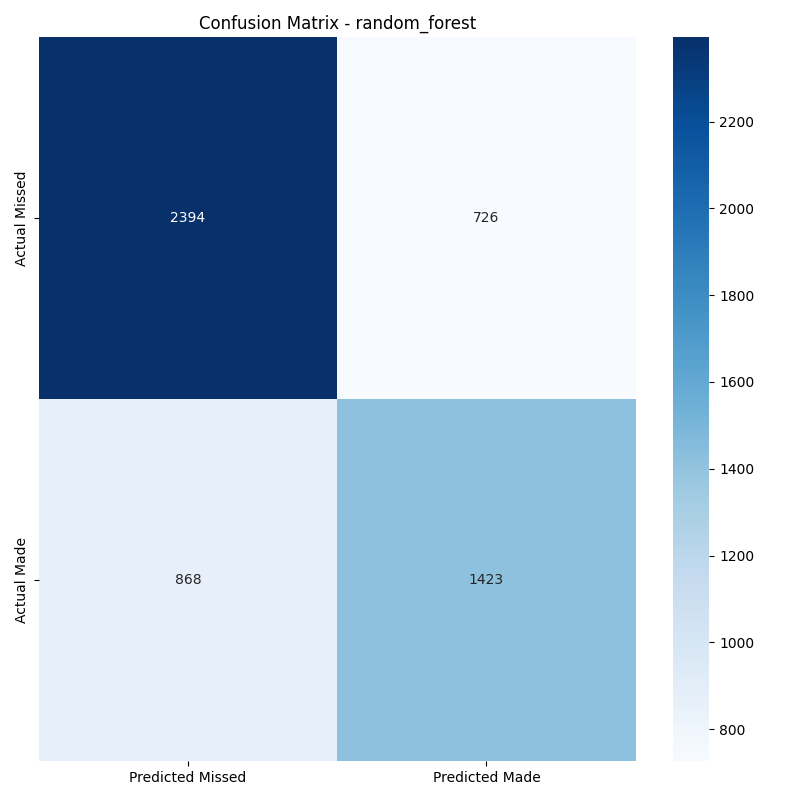 Confusion Matrix - random_forest
Actual Missed
2394
726
Actual Made
868
1423
Predicted Missed
Predicted Made
2200
2000
1800
1600
1400
1200
1000
800